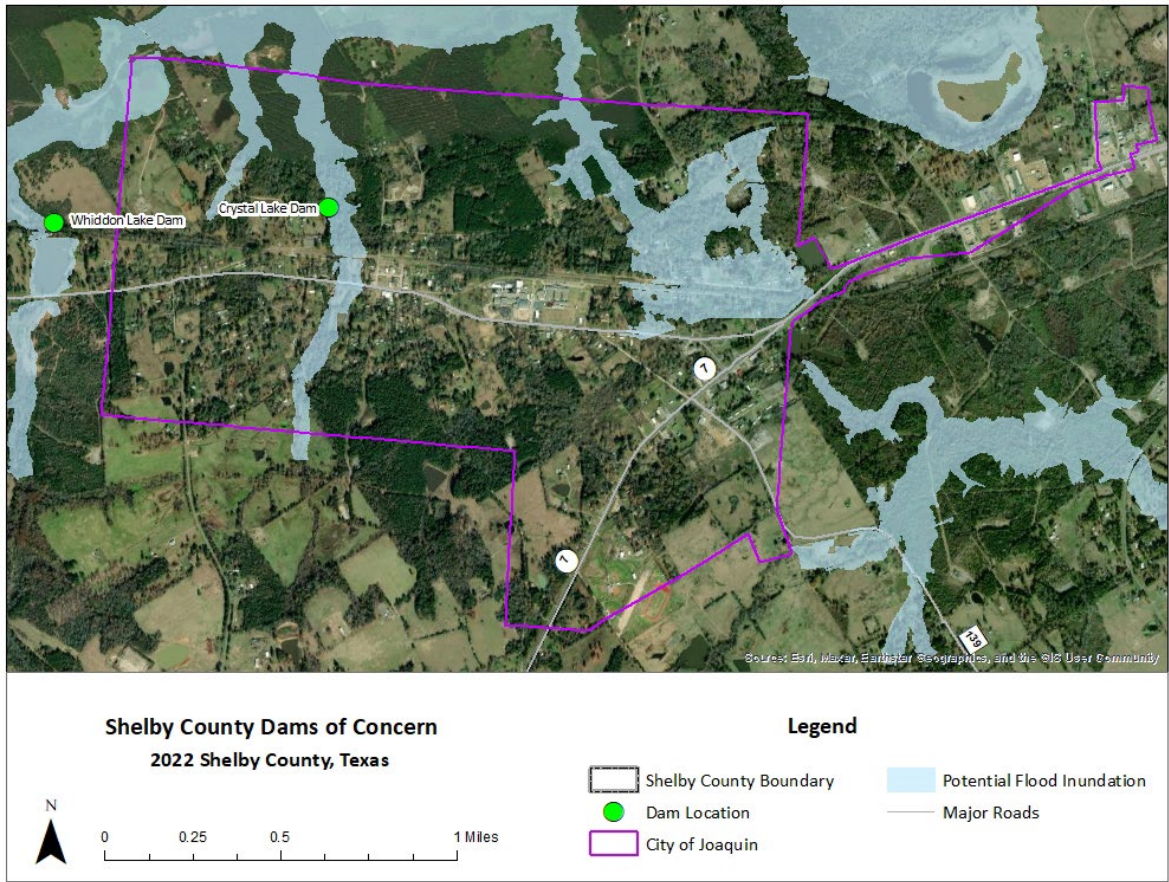 Whiddon Lake Dam
Crystal Lake Dam
7
7
139
Source: Esri, Maxar, Earthstar Geographics, and the GIS User Community
Shelby County Dams of Concern
2022 Shelby County, Texas
N
0 0.25 0.5 1 Miles
Legend
Shelby County Boundary
Dam Location
City of Joaquin
Potential Flood Inundation
Major Roads